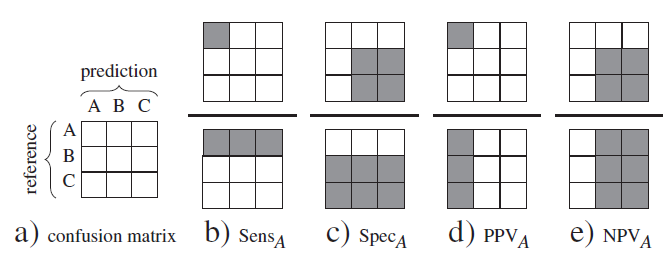 prediction
A B C
reference
A
B
C
a) confusion matrix
b) Sens_A
c) Spec_A
d) PPV_A
e) NPV_A